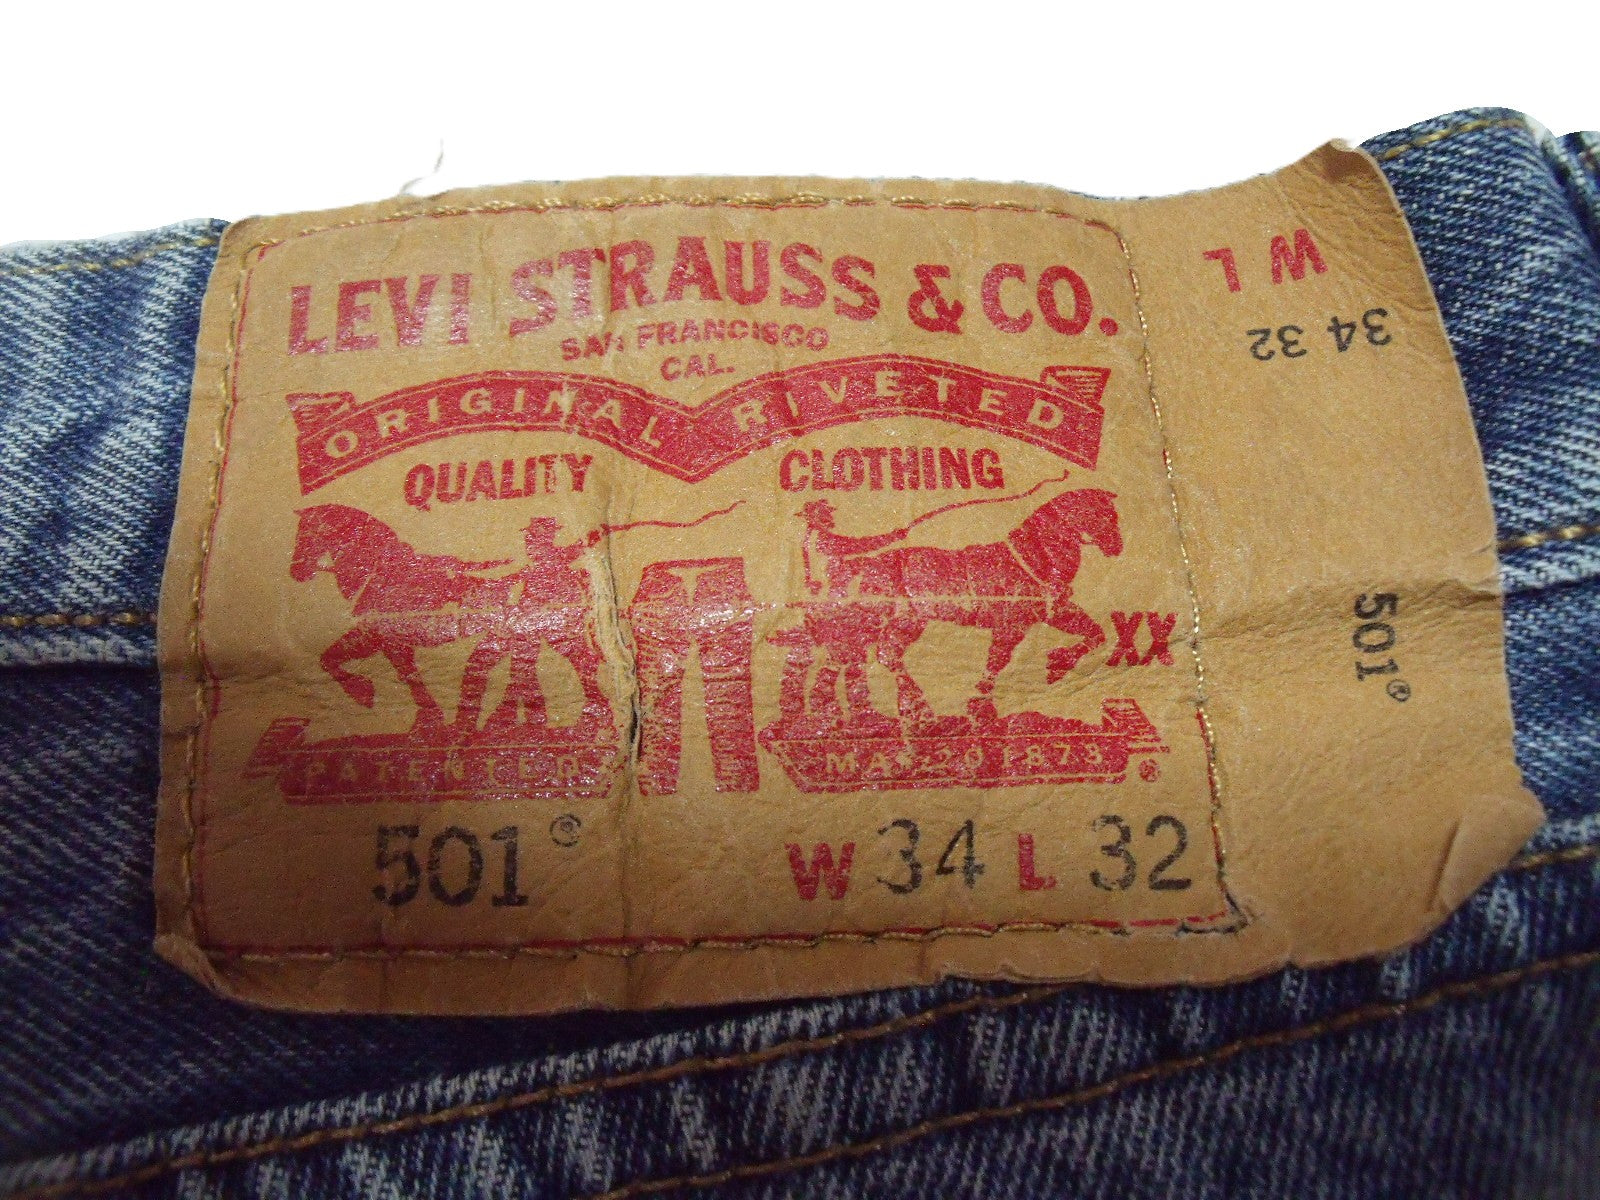 LEVI STRAUSS & CO.
SAN FRANCISCO
CAL.
ORIGINAL RIVETED
QUALITY CLOTHING
XX
PATENTED MAY 20 1873 ®
501® W 34 L 32
W L
34 34 32
501®